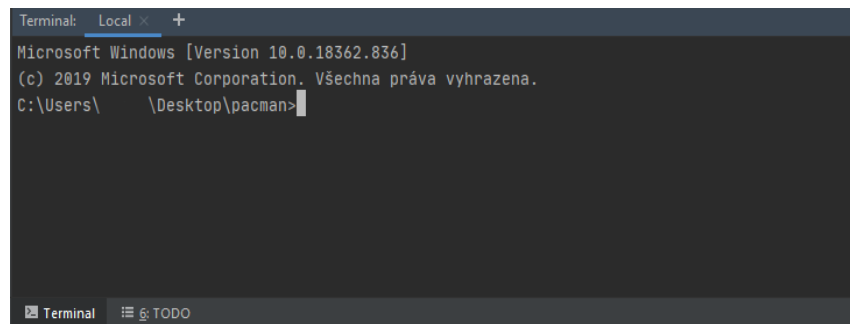 Terminal: Local × +
Microsoft Windows [Version 10.0.18362.836]
(c) 2019 Microsoft Corporation. Všechna práva vyhrazena.
C:\Users\     \Desktop\pacman>
Terminal 6: TODO